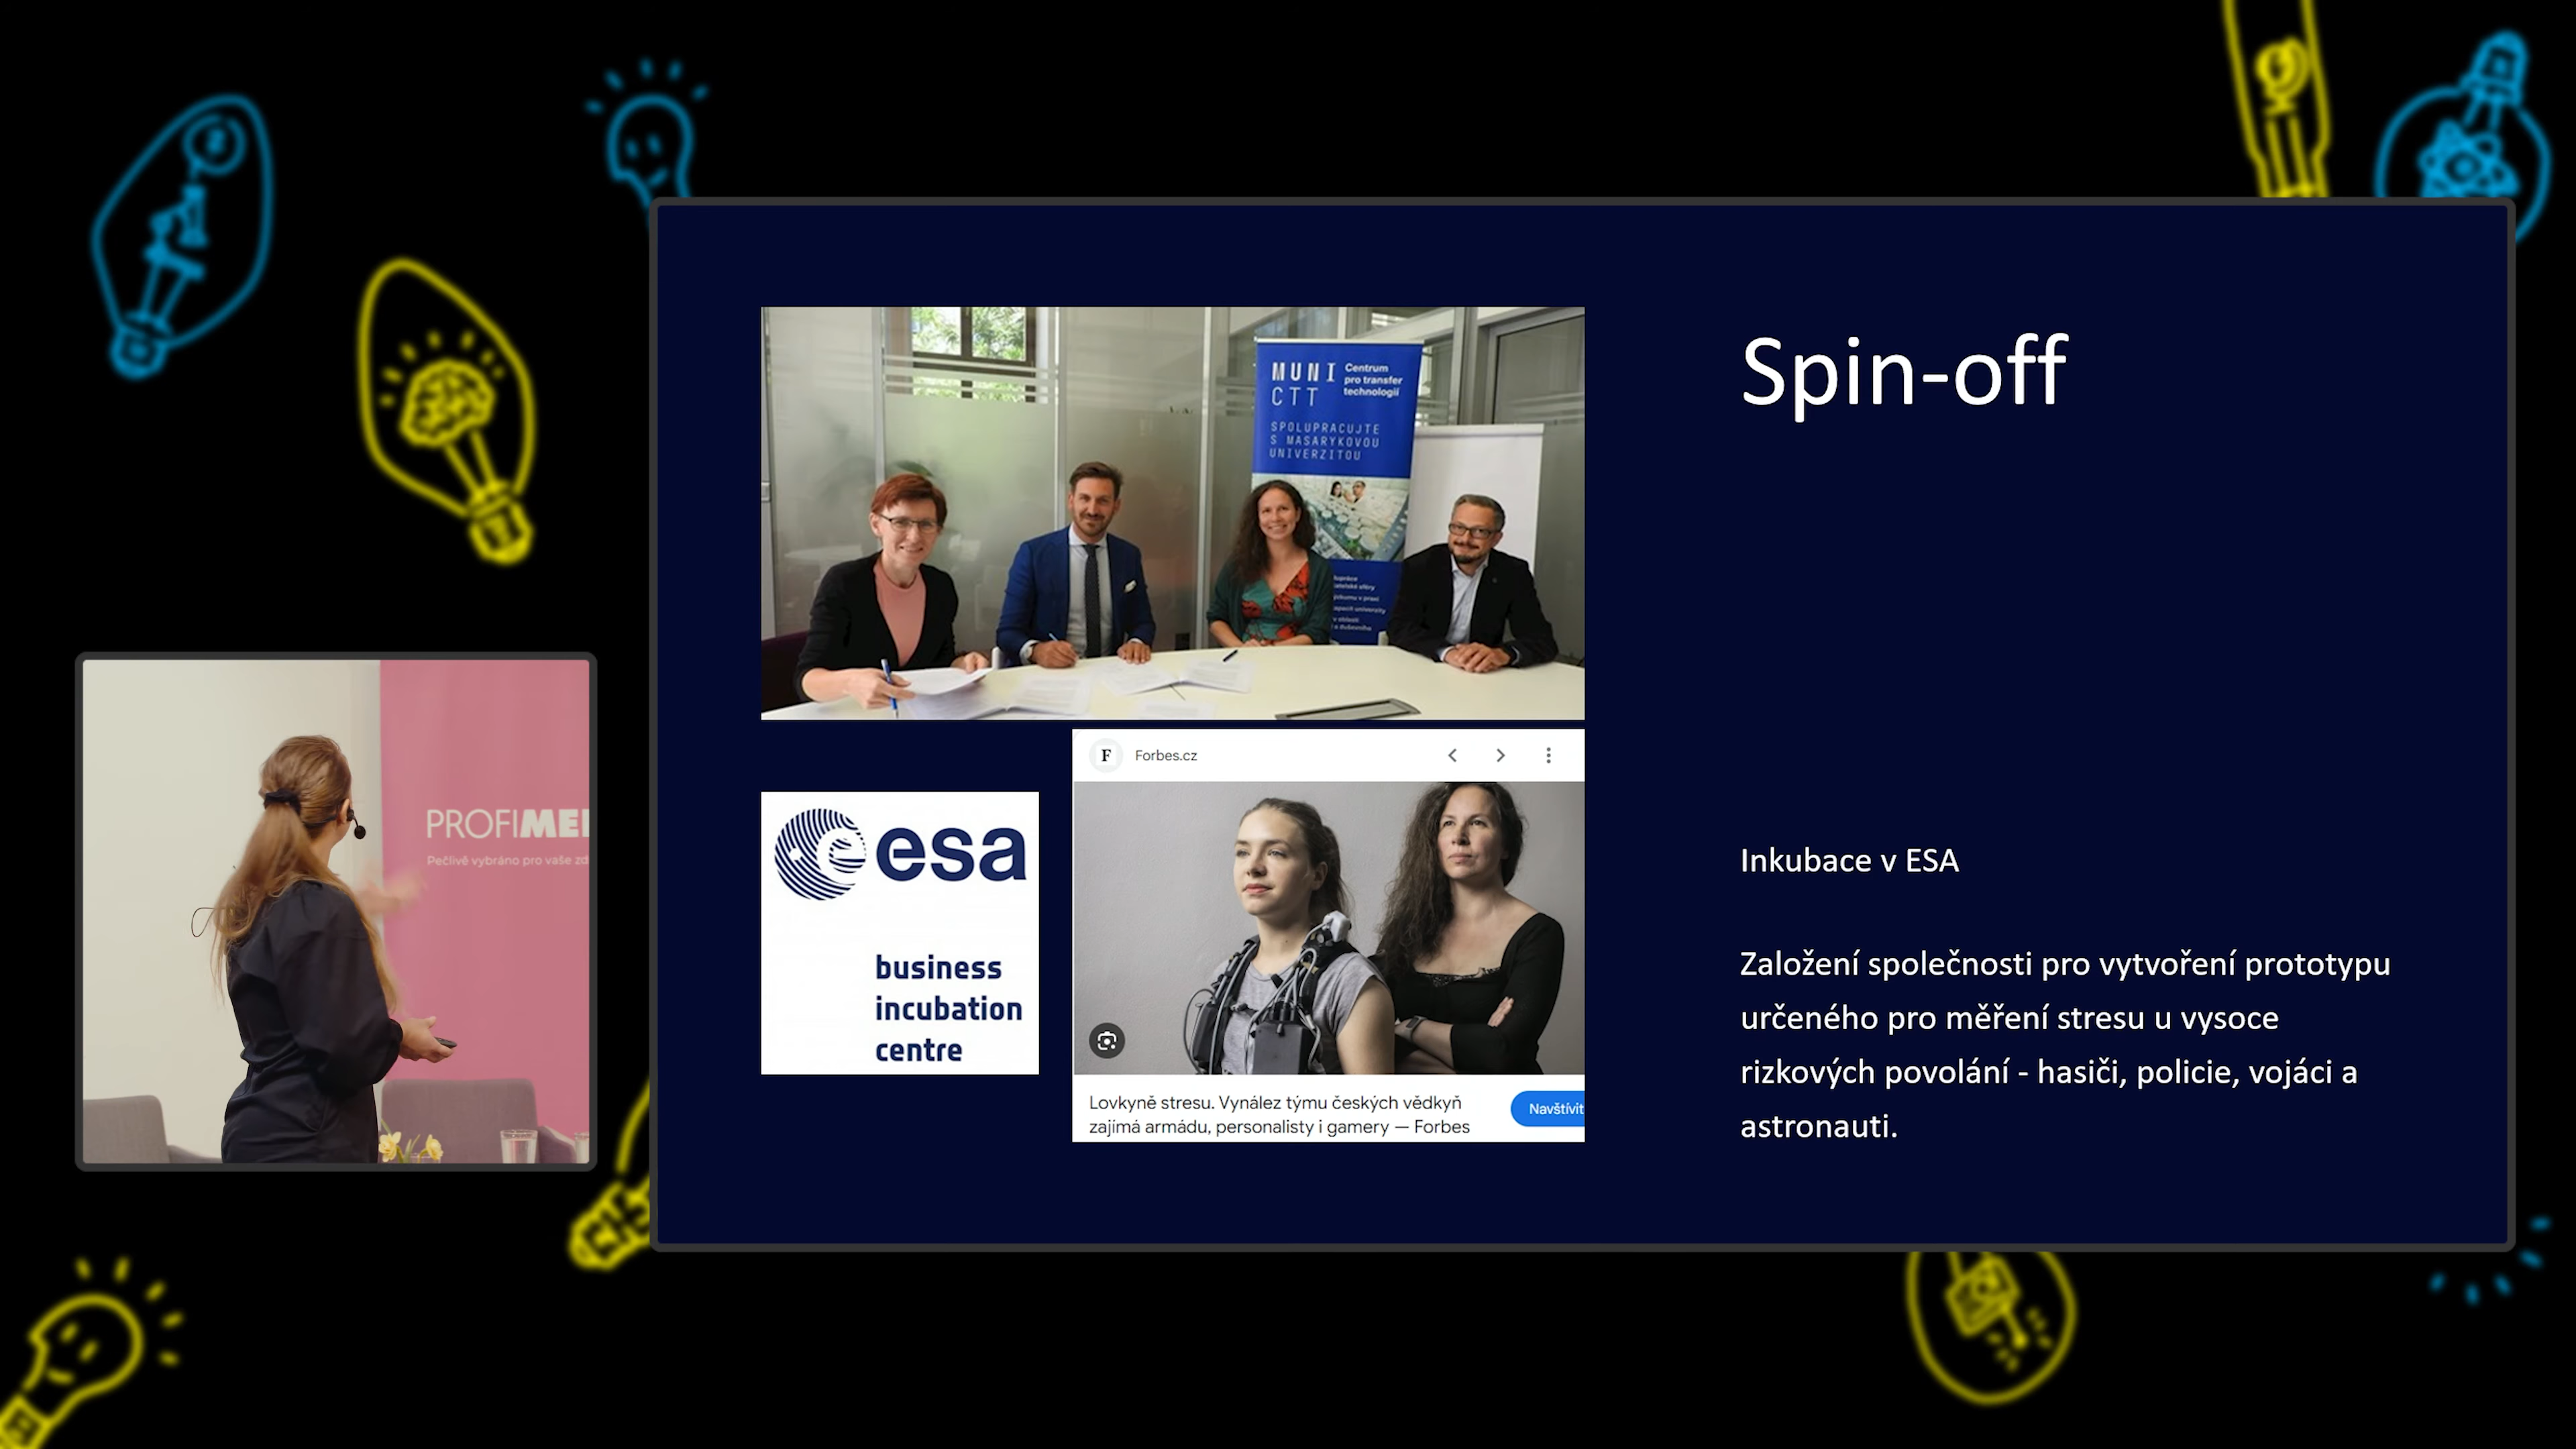 Spin-off
MUNI
CTT
Centrum
pro transfer
technologií
SPOLUPRACUJTE
S MASARYKOVOU
UNIVERZITOU
PROFIME
Pečlivě vybráno pro vaše zd
F Forbes.cz
esa
business
incubation
centre
Lovkyně stresu. Vynález týmu českých vědkyň
zajímá armádu, personalisty i gamery — Forbes
Navštívit
Inkubace v ESA
Založení společnosti pro vytvoření prototypu
určeného pro měření stresu u vysoce
rizkových povolání - hasiči, policie, vojáci a
astronauti.